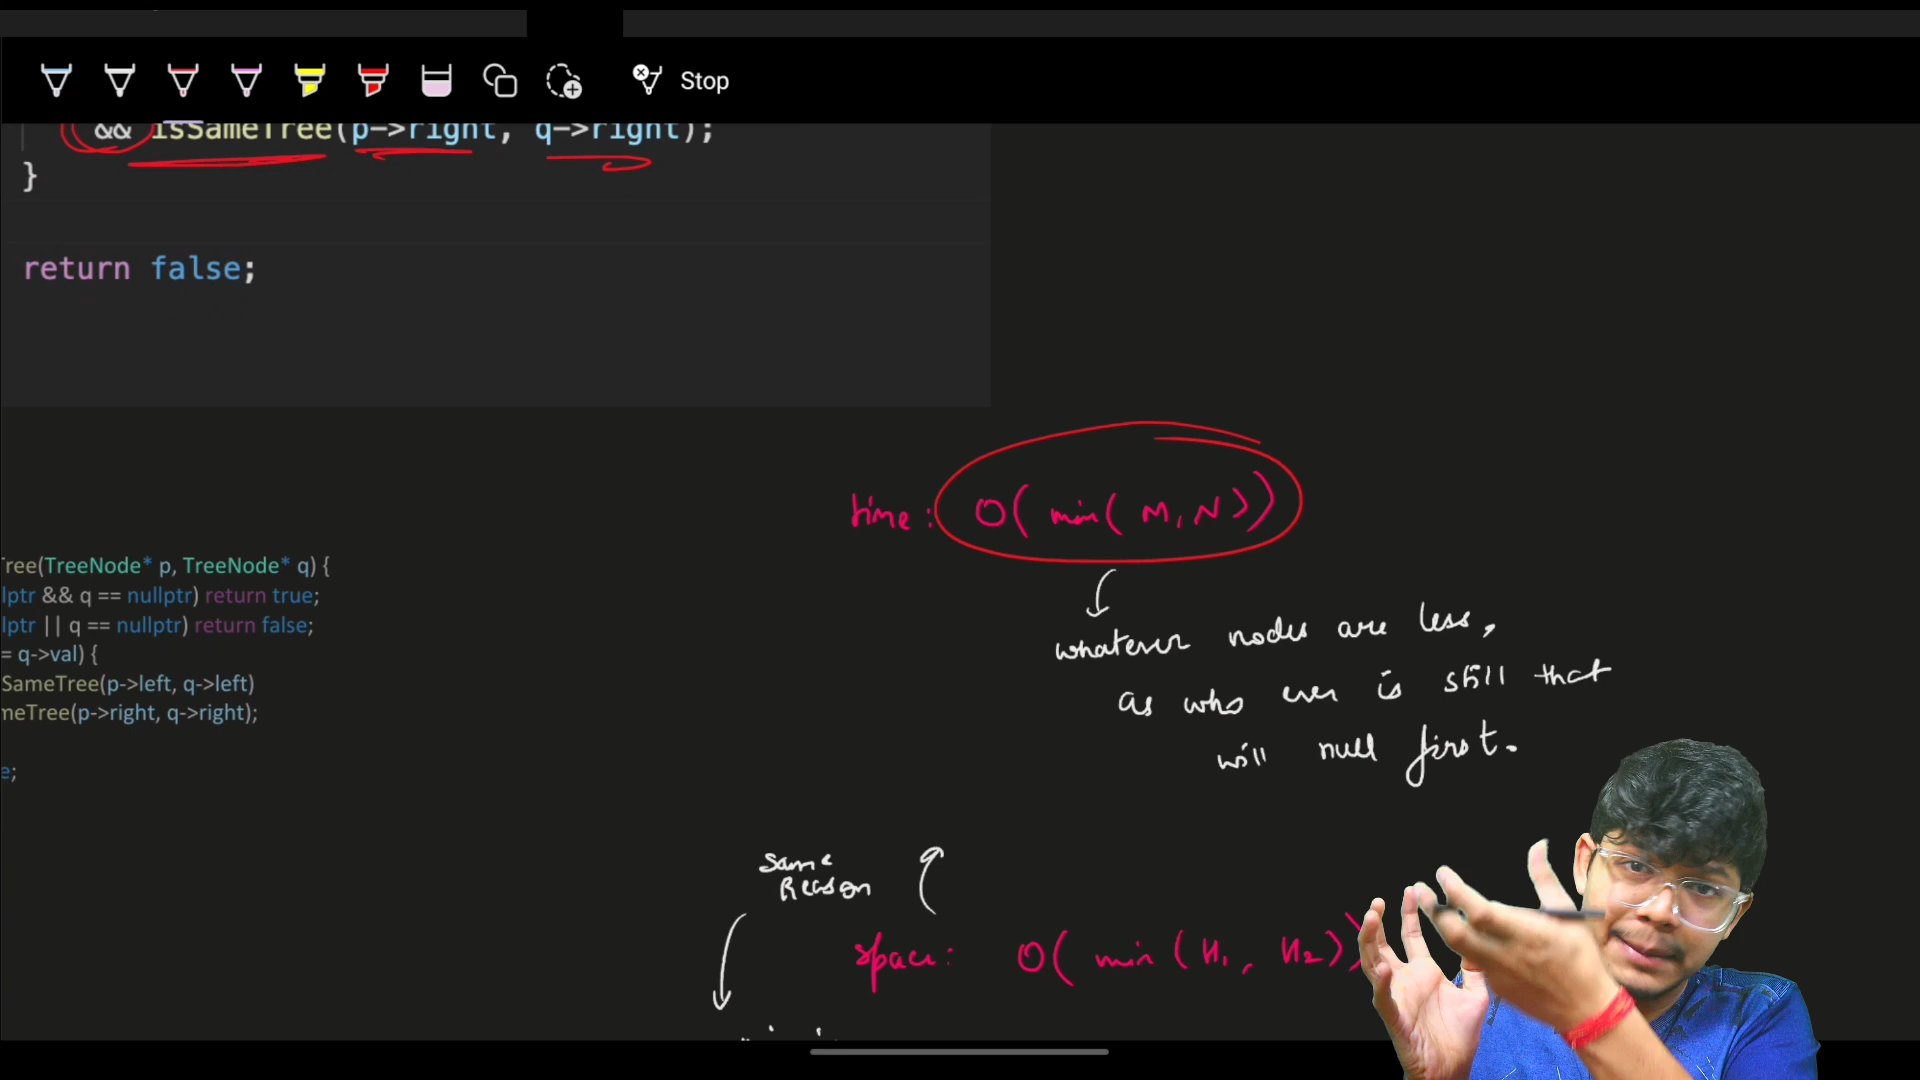 Stop
&& isSameTree(p->right, q->right);
}
return false;
time: O( min( M, N))
Tree(TreeNode* p, TreeNode* q) {
lptr && q == nullptr) return true;
lptr || q == nullptr) return false;
= q->val) {
SameTree(p->left, q->left)
meTree(p->right, q->right);
e;
whatever nodes are less,
as who ever is still that
will null first.
Same
Reason
space: O( min ( H1, H2))